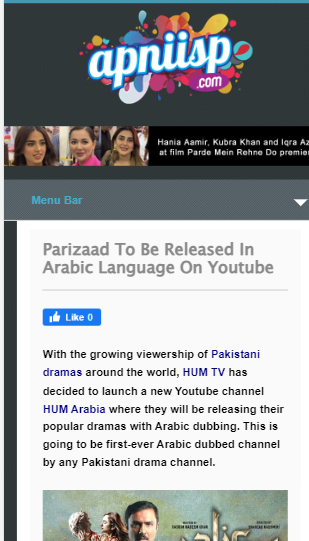 apniisp
.com
Hania Aamir, Kubra Khan and Iqra Az
at film Parde Mein Rehne Do premie
Menu Bar
Parizaad To Be Released In
Arabic Language On Youtube
Like 0
With the growing viewership of Pakistani
dramas around the world, HUM TV has
decided to launch a new Youtube channel
HUM Arabia where they will be releasing their
popular dramas with Arabic dubbing. This is
going to be first-ever Arabic dubbed channel
by any Pakistani drama channel.